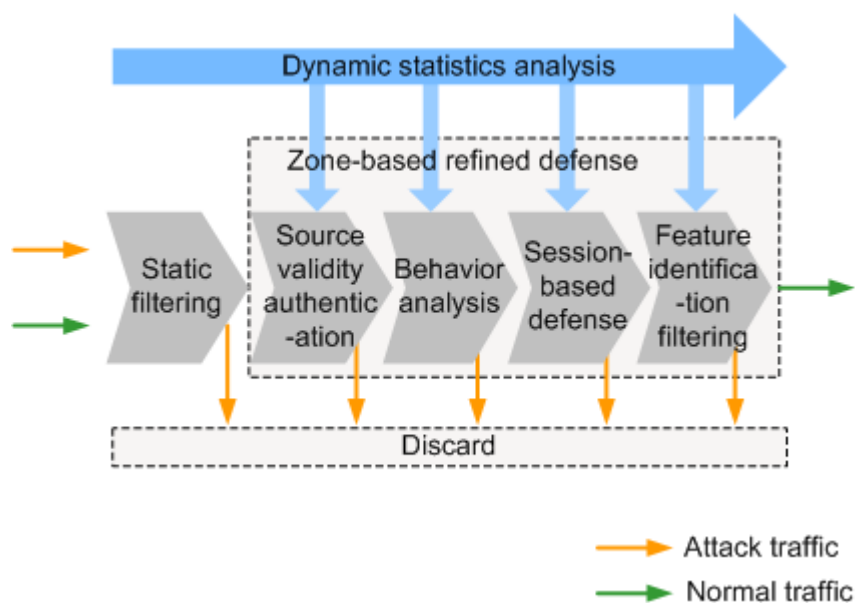 Dynamic statistics analysis
Zone-based refined defense
Static
filtering
Source
validity
authentic
-ation
Behavior
analysis
Session-
based
defense
Feature
identifica
-tion
filtering
Discard
Attack traffic
Normal traffic